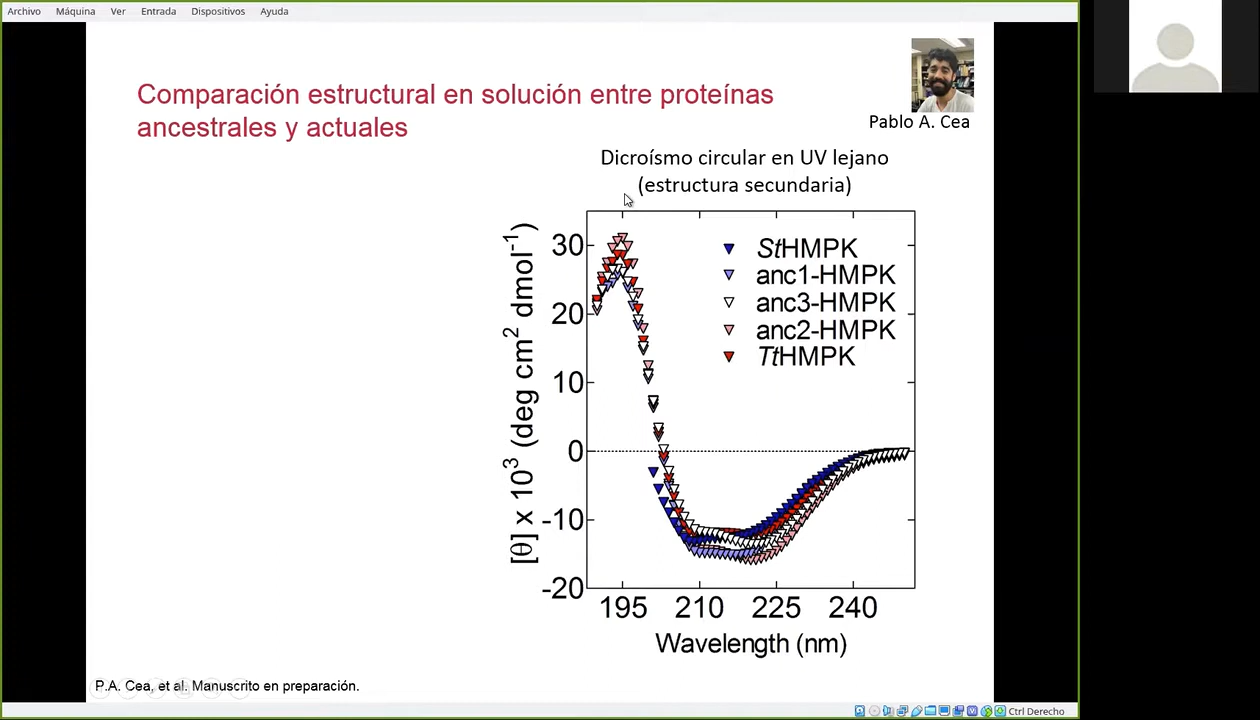 Archivo Máquina Ver Entrada Dispositivos Ayuda
Comparación estructural en solución entre proteínas
ancestrales y actuales
Pablo A. Cea
Dicroísmo circular en UV lejano
(estructura secundaria)
StHMPK
anc1-HMPK
anc3-HMPK
anc2-HMPK
TtHMPK
[θ] x 10³ (deg cm² dmol⁻¹)
30
20
10
0
-10
-20
195 210 225 240
Wavelength (nm)
P.A. Cea, et al. Manuscrito en preparación.
Ctrl Derecho